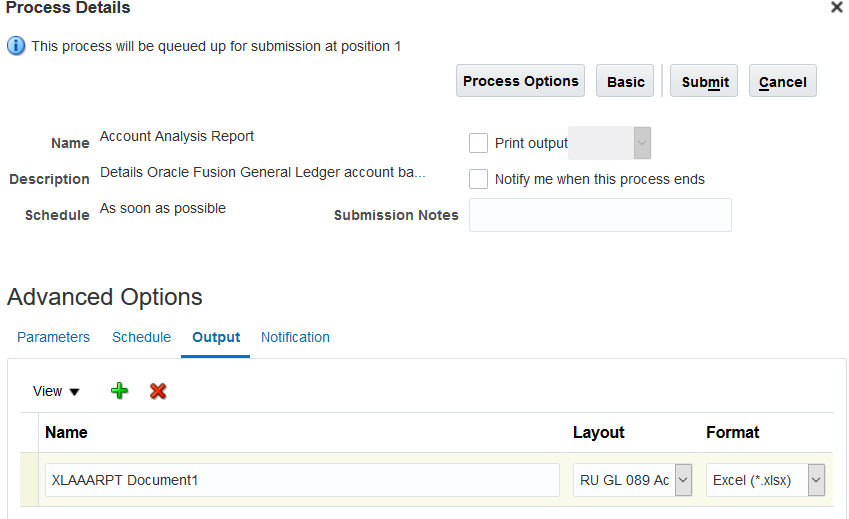 Process Details
This process will be queued up for submission at position 1
Process Options Basic Submit Cancel
Name Account Analysis Report Print output
Description Details Oracle Fusion General Ledger account ba... Notify me when this process ends
Schedule As soon as possible Submission Notes
Advanced Options
Parameters Schedule Output Notification
View
Name Layout Format
XLAAARPT Document1 RU GL 089 Ac Excel (*.xlsx)